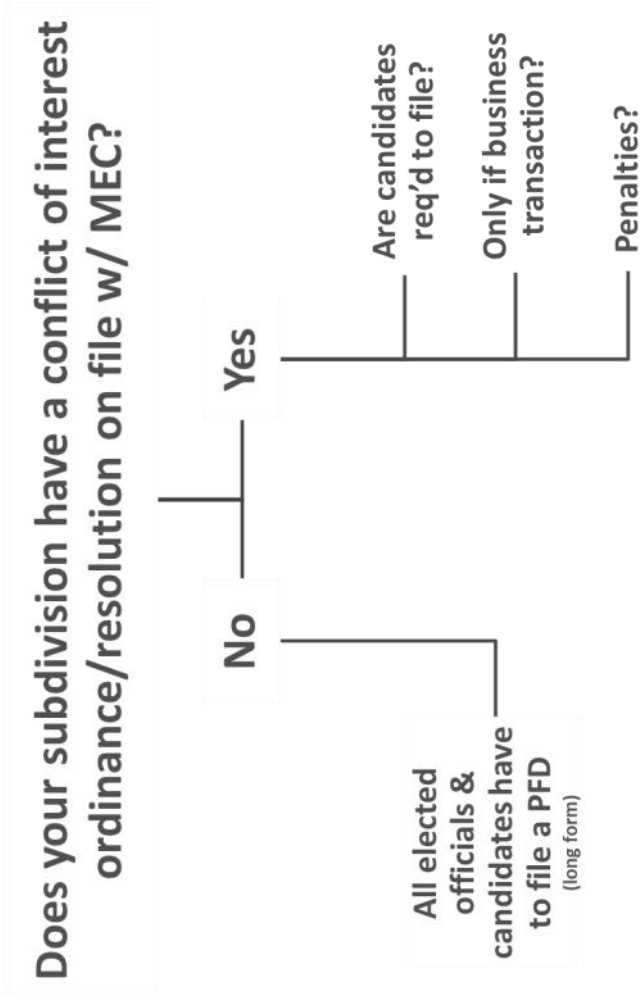 Does your subdivision have a conflict of interest
ordinance/resolution on file w/ MEC?
No
Yes
All elected
officials &
candidates have
to file a PFD
(long form)
Are candidates
req'd to file?
Only if business
transaction?
Penalties?